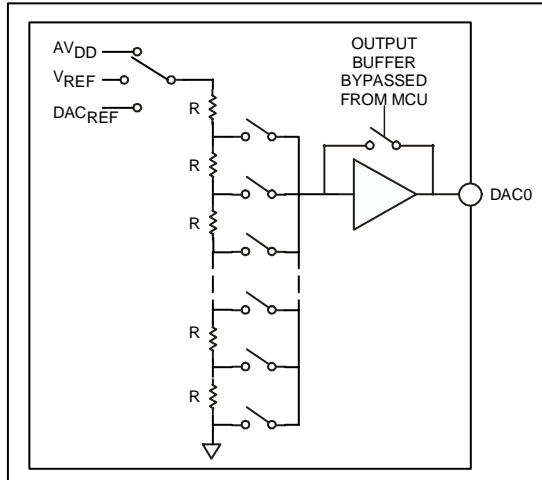 AVDD
VREF
DACREF
OUTPUT
BUFFER
BYPASSED
FROM MCU
R
R
R
DAC0
R
R